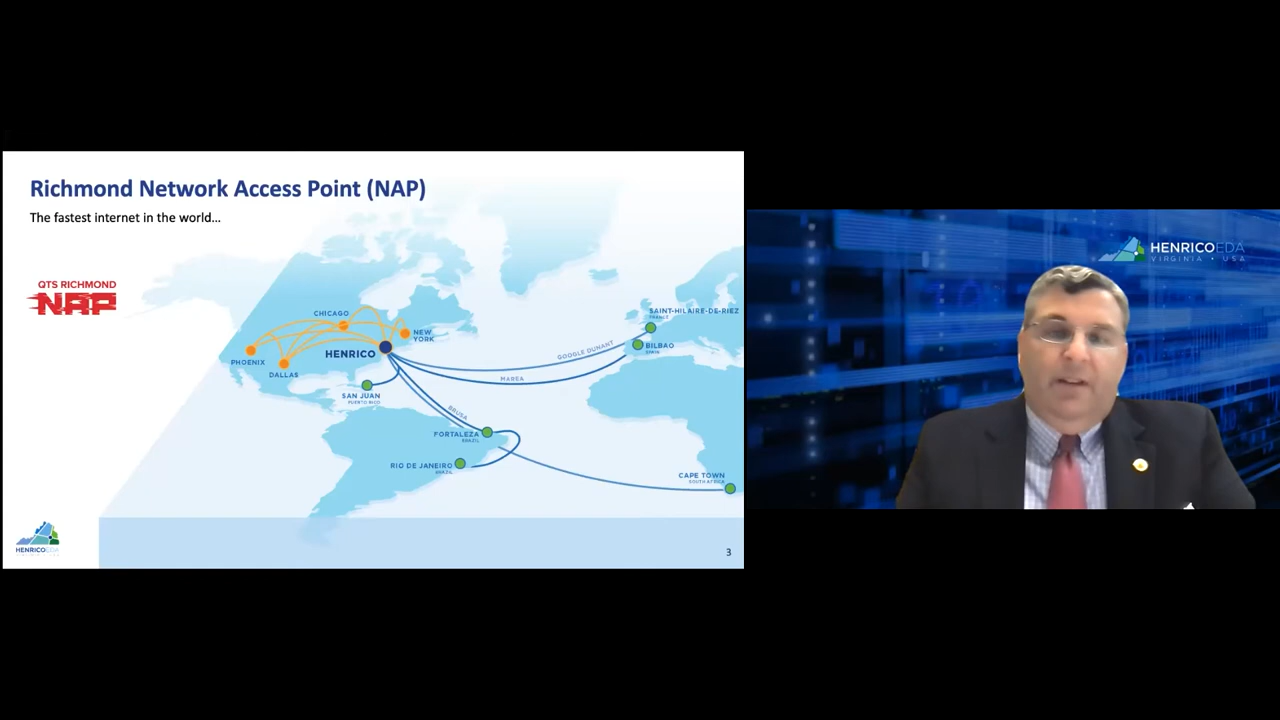 Richmond Network Access Point (NAP)
The fastest internet in the world...
QTS RICHMOND
NAP
CHICAGO
NEW
YORK
HENRICO
PHOENIX
DALLAS
SAN JUAN
PUERTO RICO
SAINT-HILAIRE-DE-RIEZ
FRANCE
BILBAO
SPAIN
GOOGLE DUNANT
MAREA
BRUSA
FORTALEZA
BRAZIL
RIO DE JANEIRO
BRAZIL
CAPE TOWN
SOUTH AFRICA
HENRICOEDA
3
HENRICOEDA
VIRGINIA • USA